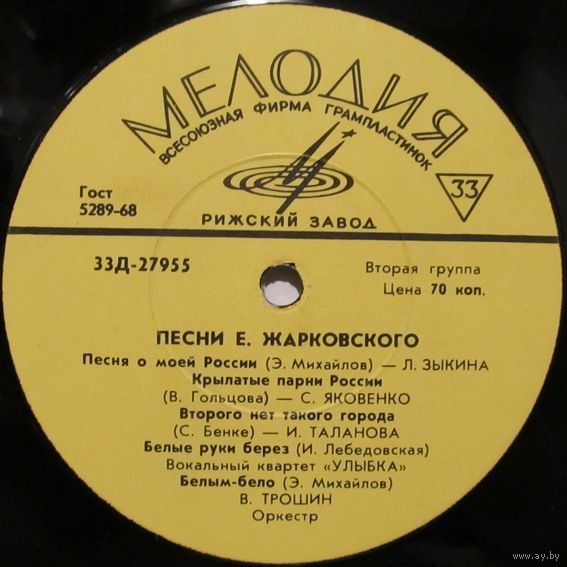 МЕЛОДИЯ
ВСЕСОЮЗНАЯ ФИРМА ГРАМПЛАСТИНОК
33
Гост
5289-68
РИЖСКИЙ ЗАВОД
33Д-27955
Вторая группа
Цена 70 коп.
ПЕСНИ Е. ЖАРКОВСКОГО
Песня о моей России (Э. Михайлов) — Л. ЗЫКИНА
Крылатые парни России
(В. Гольцова) — С. ЯКОВЕНКО
Второго нет такого города
(С. Бенке) — И. ТАЛАНОВА
Белые руки берез (И. Лебедовская)
Вокальный квартет «УЛЫБКА»
Белым-бело (Э. Михайлов)
В. ТРОШИН
Оркестр
www.ay.by